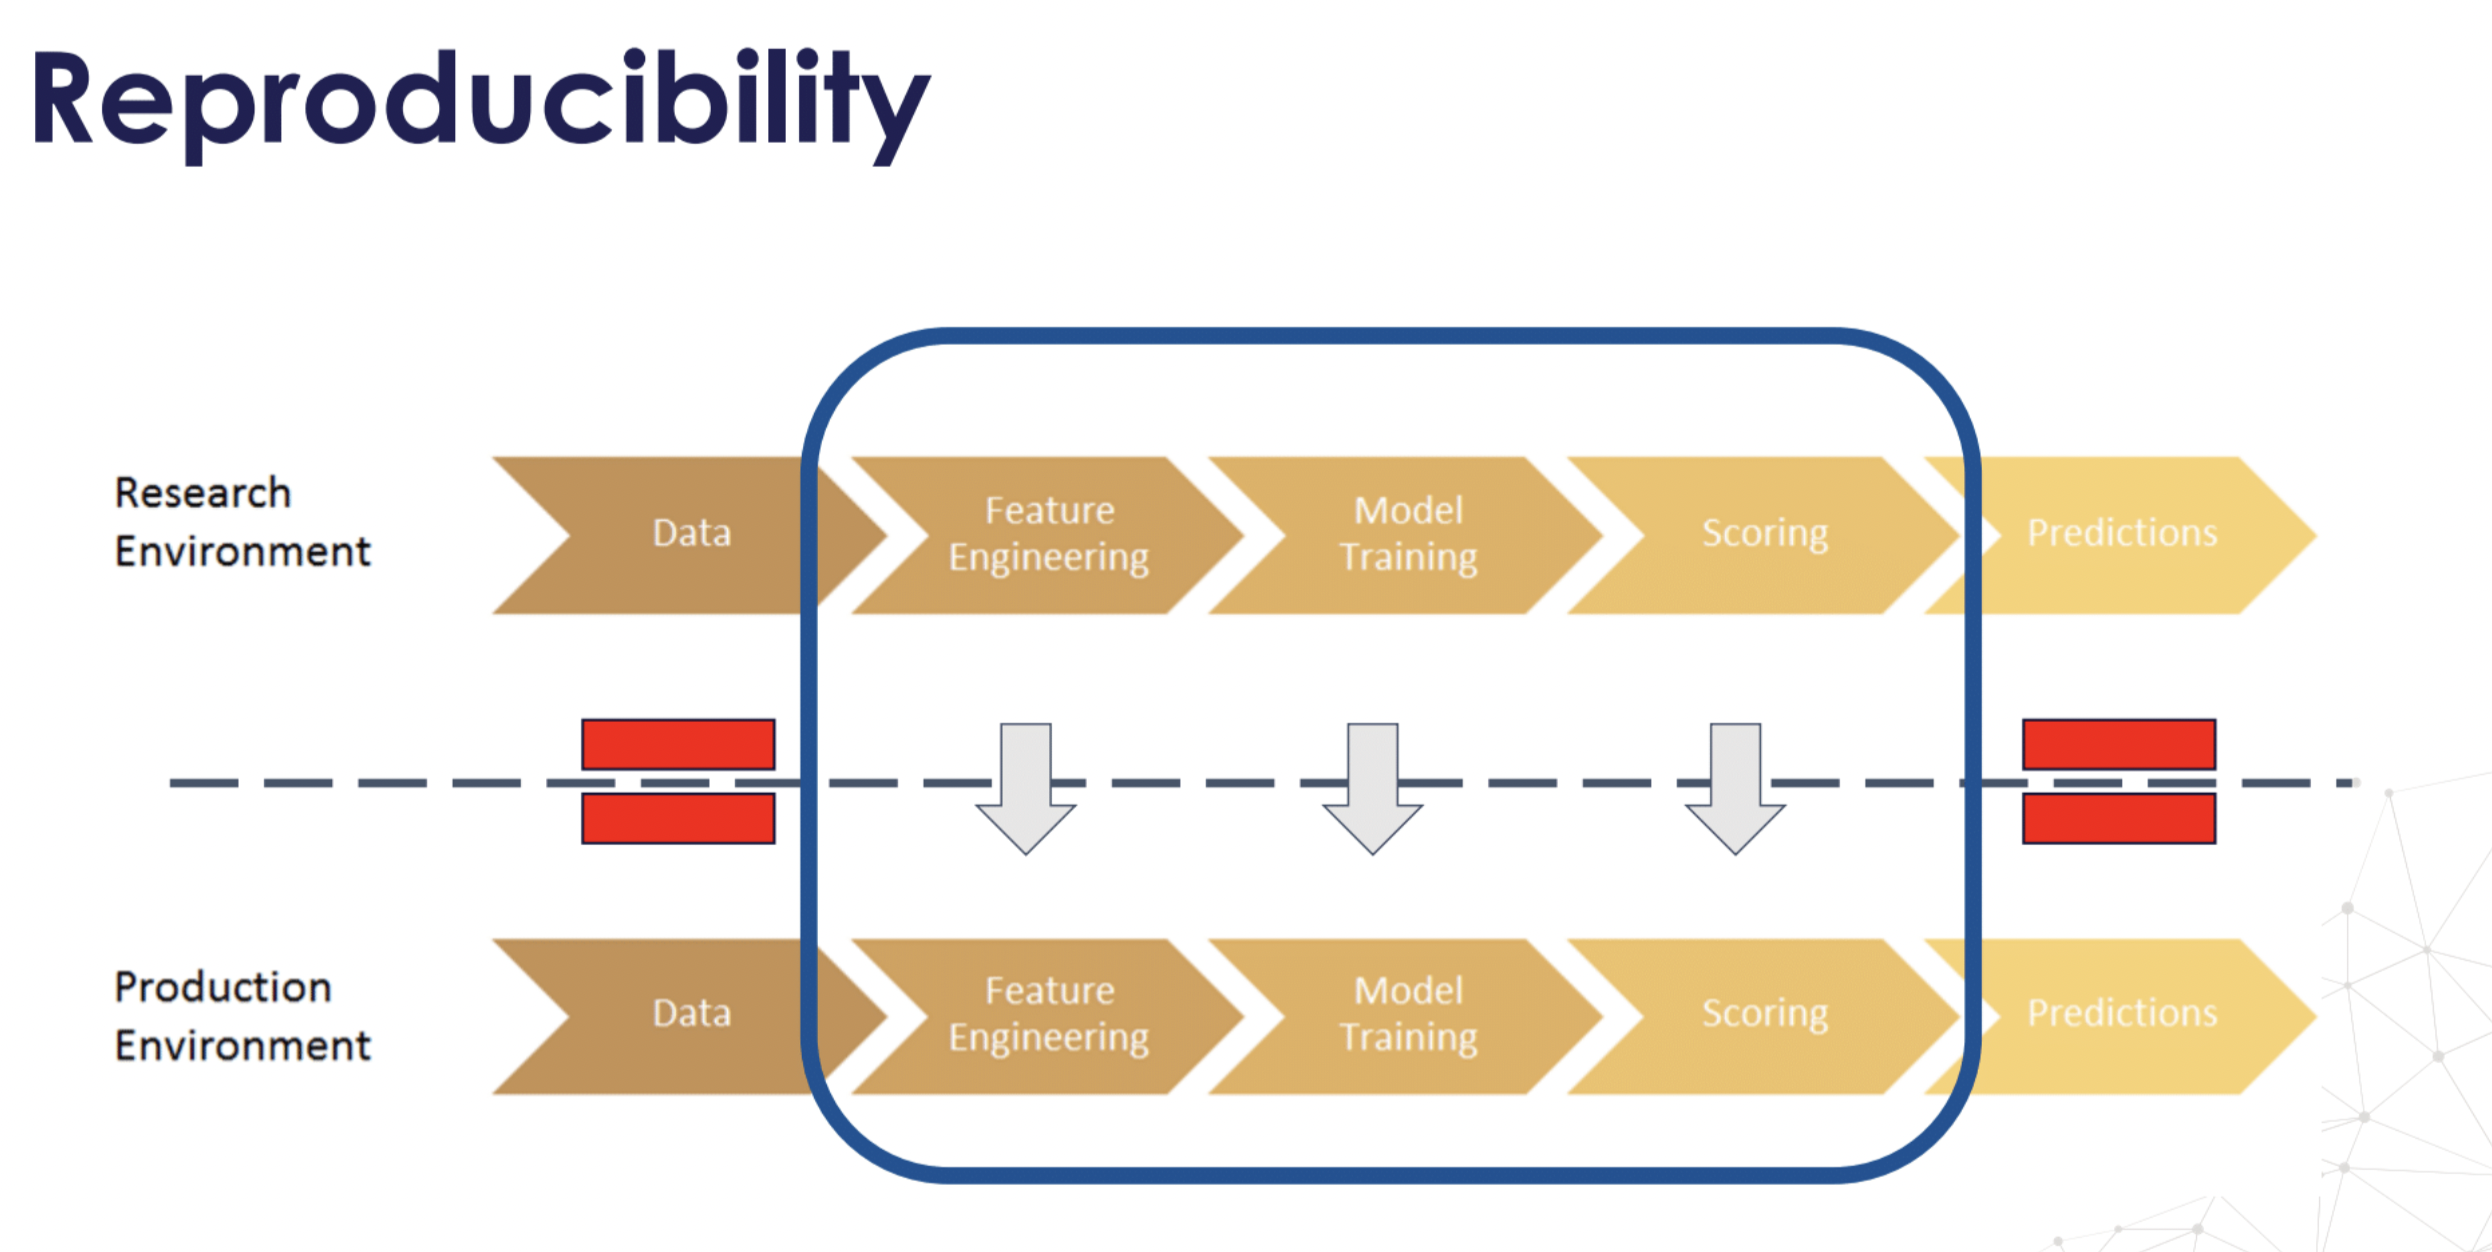 Reproducibility
Research
Environment
Data
Feature
Engineering
Model
Training
Scoring
Predictions
Production
Environment
Data
Feature
Engineering
Model
Training
Scoring
Predictions